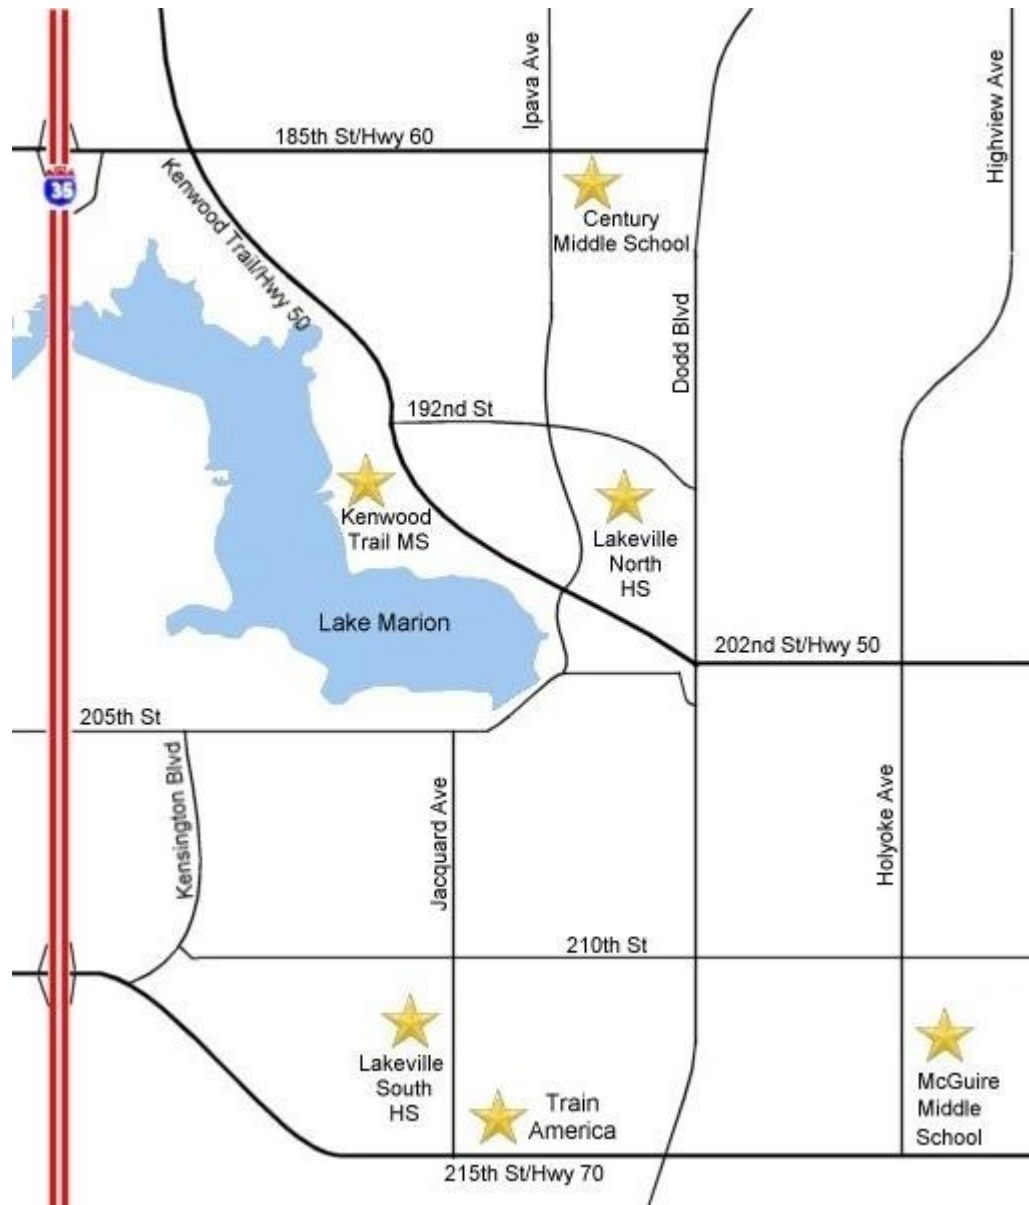 Ipava Ave
Highview Ave
185th St/Hwy 60
35
Kenwood Trail/Hwy 50
Century
Middle School
Dodd Blvd
192nd St
Kenwood
Trail MS
Lakeville
North
HS
Lake Marion
202nd St/Hwy 50
205th St
Kensington Blvd
Jacquard Ave
Holyoke Ave
210th St
Lakeville
South
HS
Train
America
McGuire
Middle
School
215th St/Hwy 70